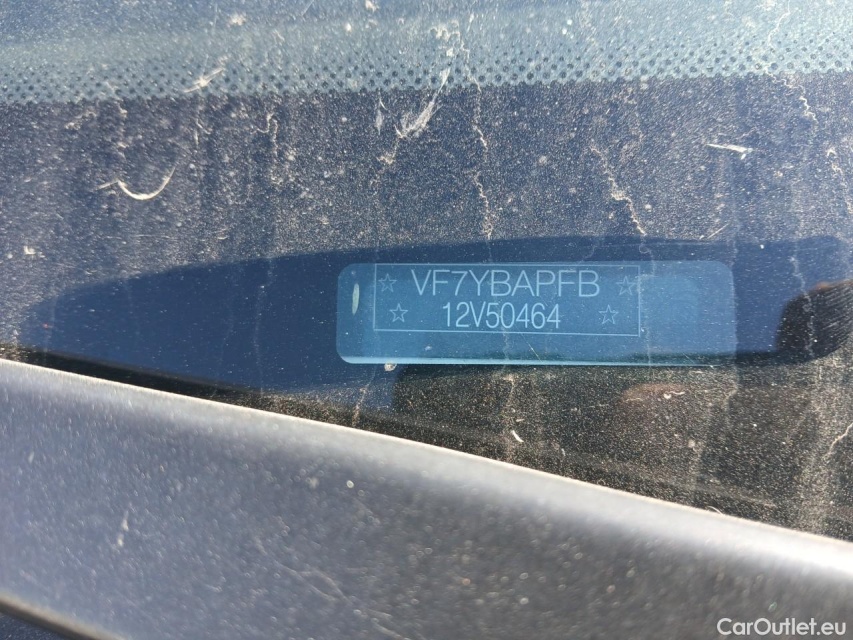 ☆ VF7YBAPFB ☆
☆ 12V50464 ☆
CarOutlet.eu